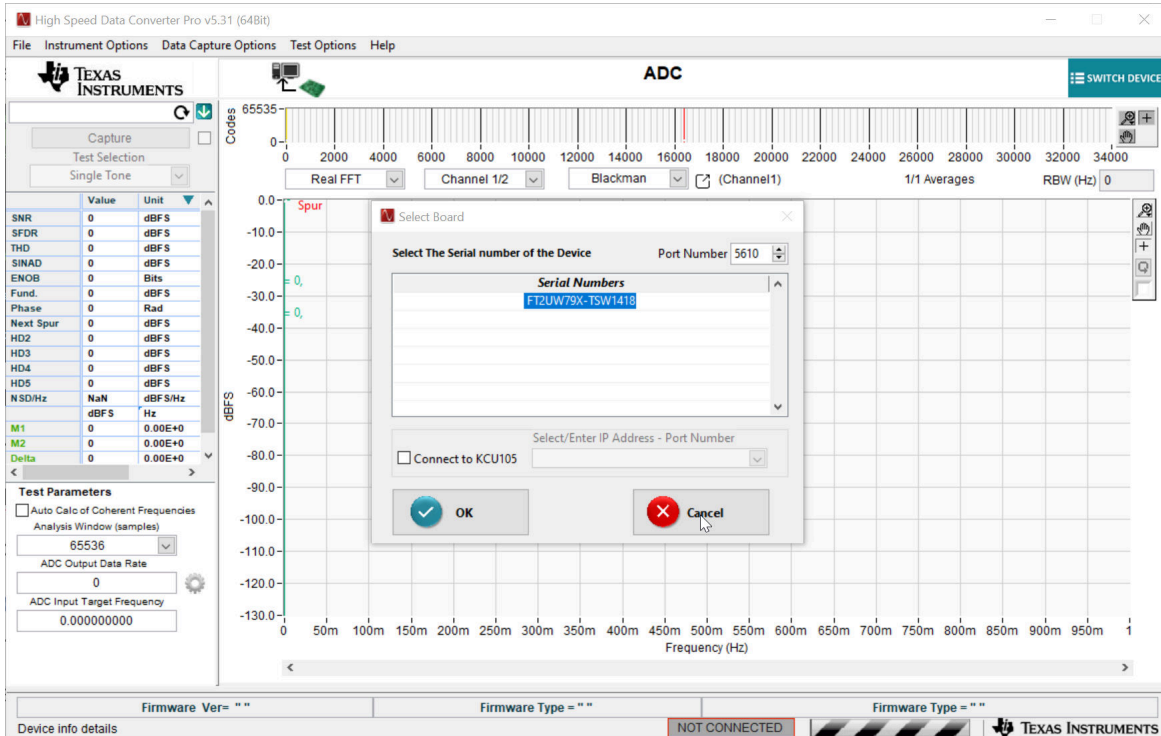 High Speed Data Converter Pro v5.31 (64Bit)
File Instrument Options Data Capture Options Test Options Help
TEXAS INSTRUMENTS
ADC
SWITCH DEVICE
Capture
Test Selection
Single Tone
Codes
65535
0
0 2000 4000 6000 8000 10000 12000 14000 16000 18000 20000 22000 24000 26000 28000 30000 32000 34000
Real FFT Channel 1/2 Blackman (Channel1) 1/1 Averages RBW (Hz) 0
Value Unit
SNR 0 dBFS
SFDR 0 dBFS
THD 0 dBFS
SINAD 0 dBFS
ENOB 0 Bits
Fund. 0 dBFS
Phase 0 Rad
Next Spur 0 dBFS
HD2 0 dBFS
HD3 0 dBFS
HD4 0 dBFS
HD5 0 dBFS
NSD/Hz NaN dBFS/Hz
dBFS Hz
M1 0 0.00E+0
M2 0 0.00E+0
Delta 0 0.00E+0
Test Parameters
Auto Calc of Coherent Frequencies
Analysis Window (samples)
65536
ADC Output Data Rate
0
ADC Input Target Frequency
0.000000000
dBFS
0.0
-10.0
-20.0
-30.0
-40.0
-50.0
-60.0
-70.0
-80.0
-90.0
-100.0
-110.0
-120.0
-130.0
Spur
= 0,
= 0,
Select Board
Select The Serial number of the Device Port Number 5610
Serial Numbers
FT2UW79X-TSW1418
Select/Enter IP Address - Port Number
Connect to KCU105
OK Cancel
0 50m 100m 150m 200m 250m 300m 350m 400m 450m 500m 550m 600m 650m 700m 750m 800m 850m 900m 950m 1
Frequency (Hz)
Firmware Ver= " " Firmware Type = " " Firmware Type = " "
Device info details NOT CONNECTED TEXAS INSTRUMENTS